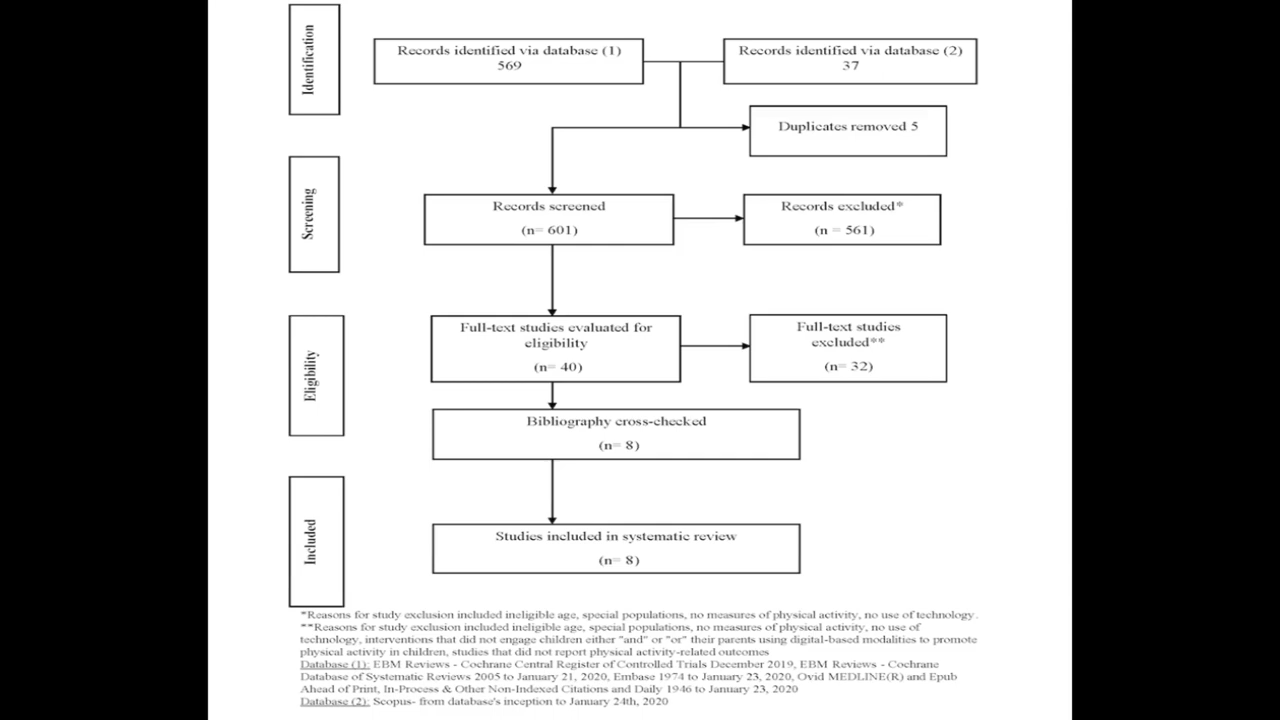 Identification
Records identified via database (1)
569
Records identified via database (2)
37
Duplicates removed 5
Screening
Records screened
(n= 601)
Records excluded*
(n = 561)
Eligibility
Full-text studies evaluated for
eligibility
(n= 40)
Full-text studies
excluded**
(n= 32)
Bibliography cross-checked
(n= 8)
Included
Studies included in systematic review
(n= 8)
*Reasons for study exclusion included ineligible age, special populations, no measures of physical activity, no use of technology.
**Reasons for study exclusion included ineligible age, special populations, no measures of physical activity, no use of
technology, interventions that did not engage children either "and" or "or" their parents using digital-based modalities to promote
physical activity in children, studies that did not report physical activity-related outcomes
Database (1): EBM Reviews - Cochrane Central Register of Controlled Trials December 2019, EBM Reviews - Cochrane
Database of Systematic Reviews 2005 to January 21, 2020, Embase 1974 to January 23, 2020, Ovid MEDLINE(R) and Epub
Ahead of Print, In-Process & Other Non-Indexed Citations and Daily 1946 to January 23, 2020
Database (2): Scopus- from database's inception to January 24th, 2020